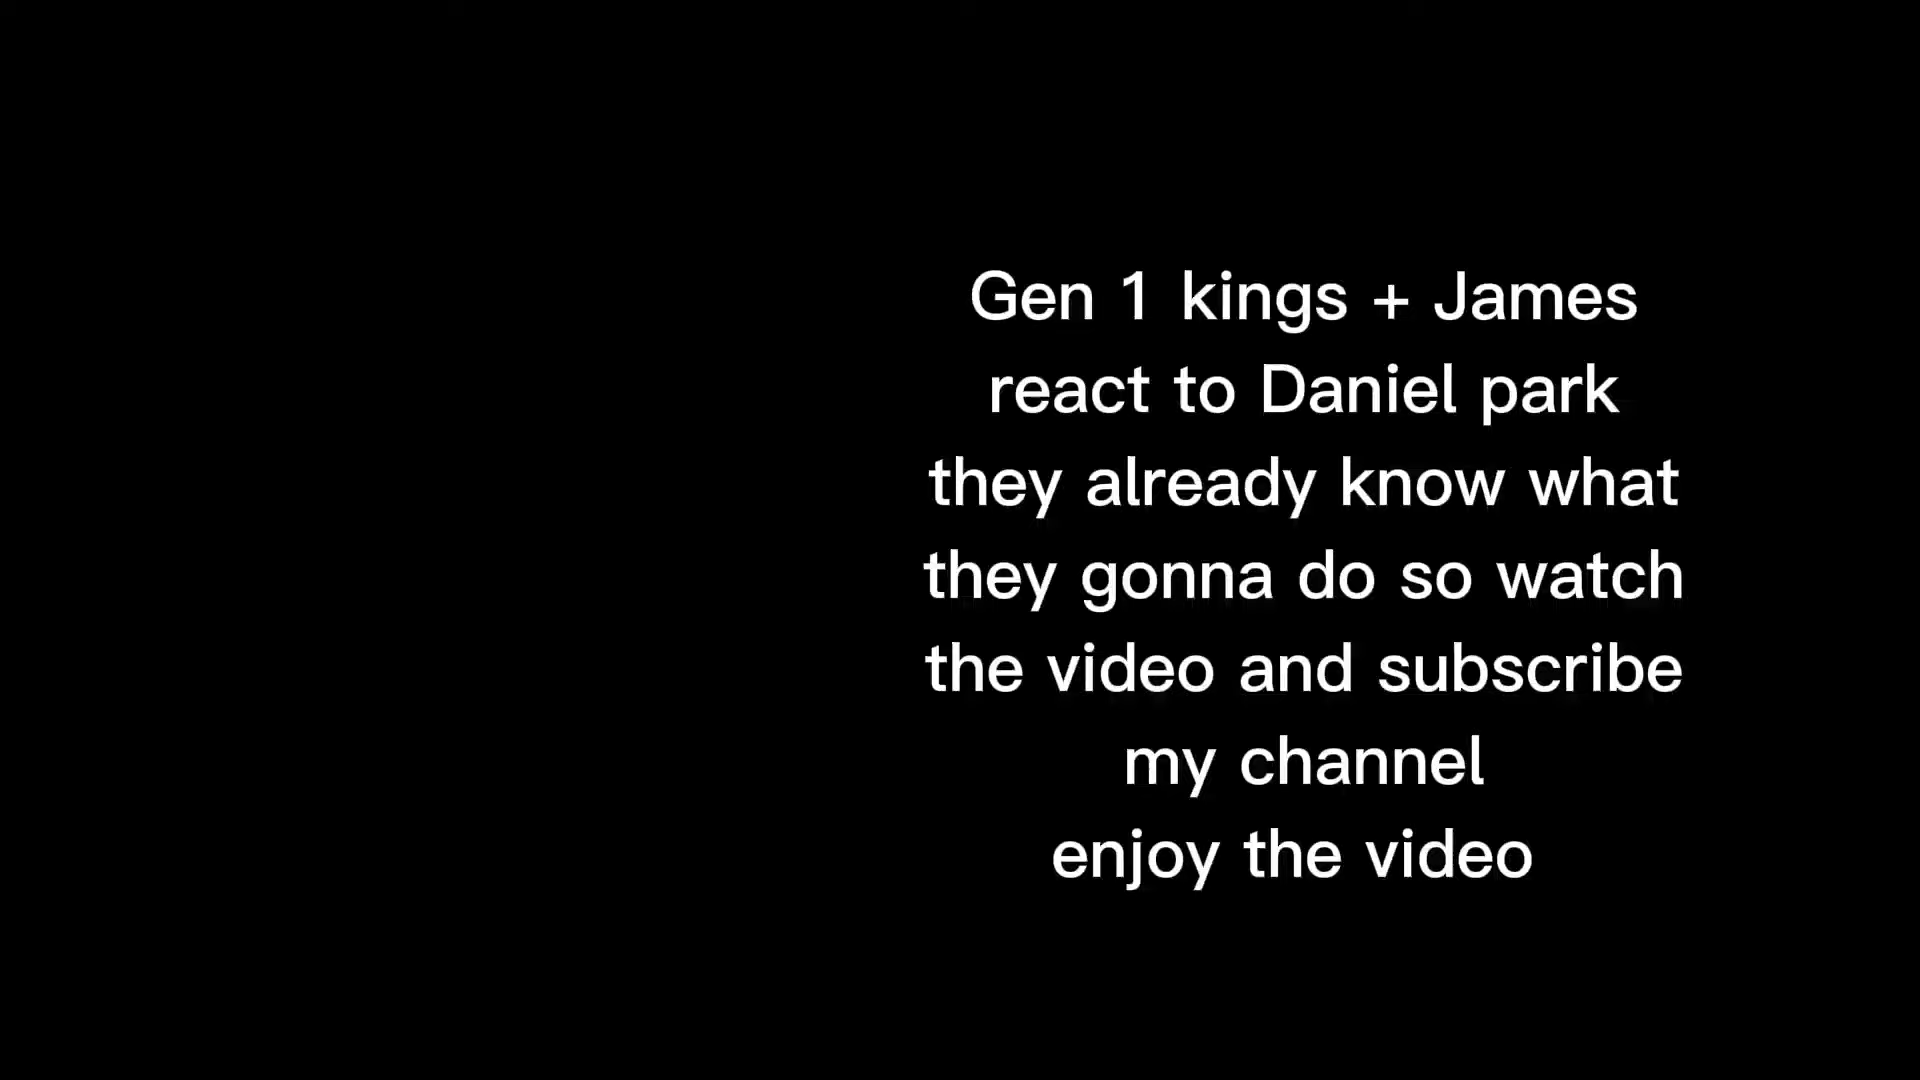 Gen 1 kings + James
react to Daniel park
they already know what
they gonna do so watch
the video and subscribe
my channel
enjoy the video